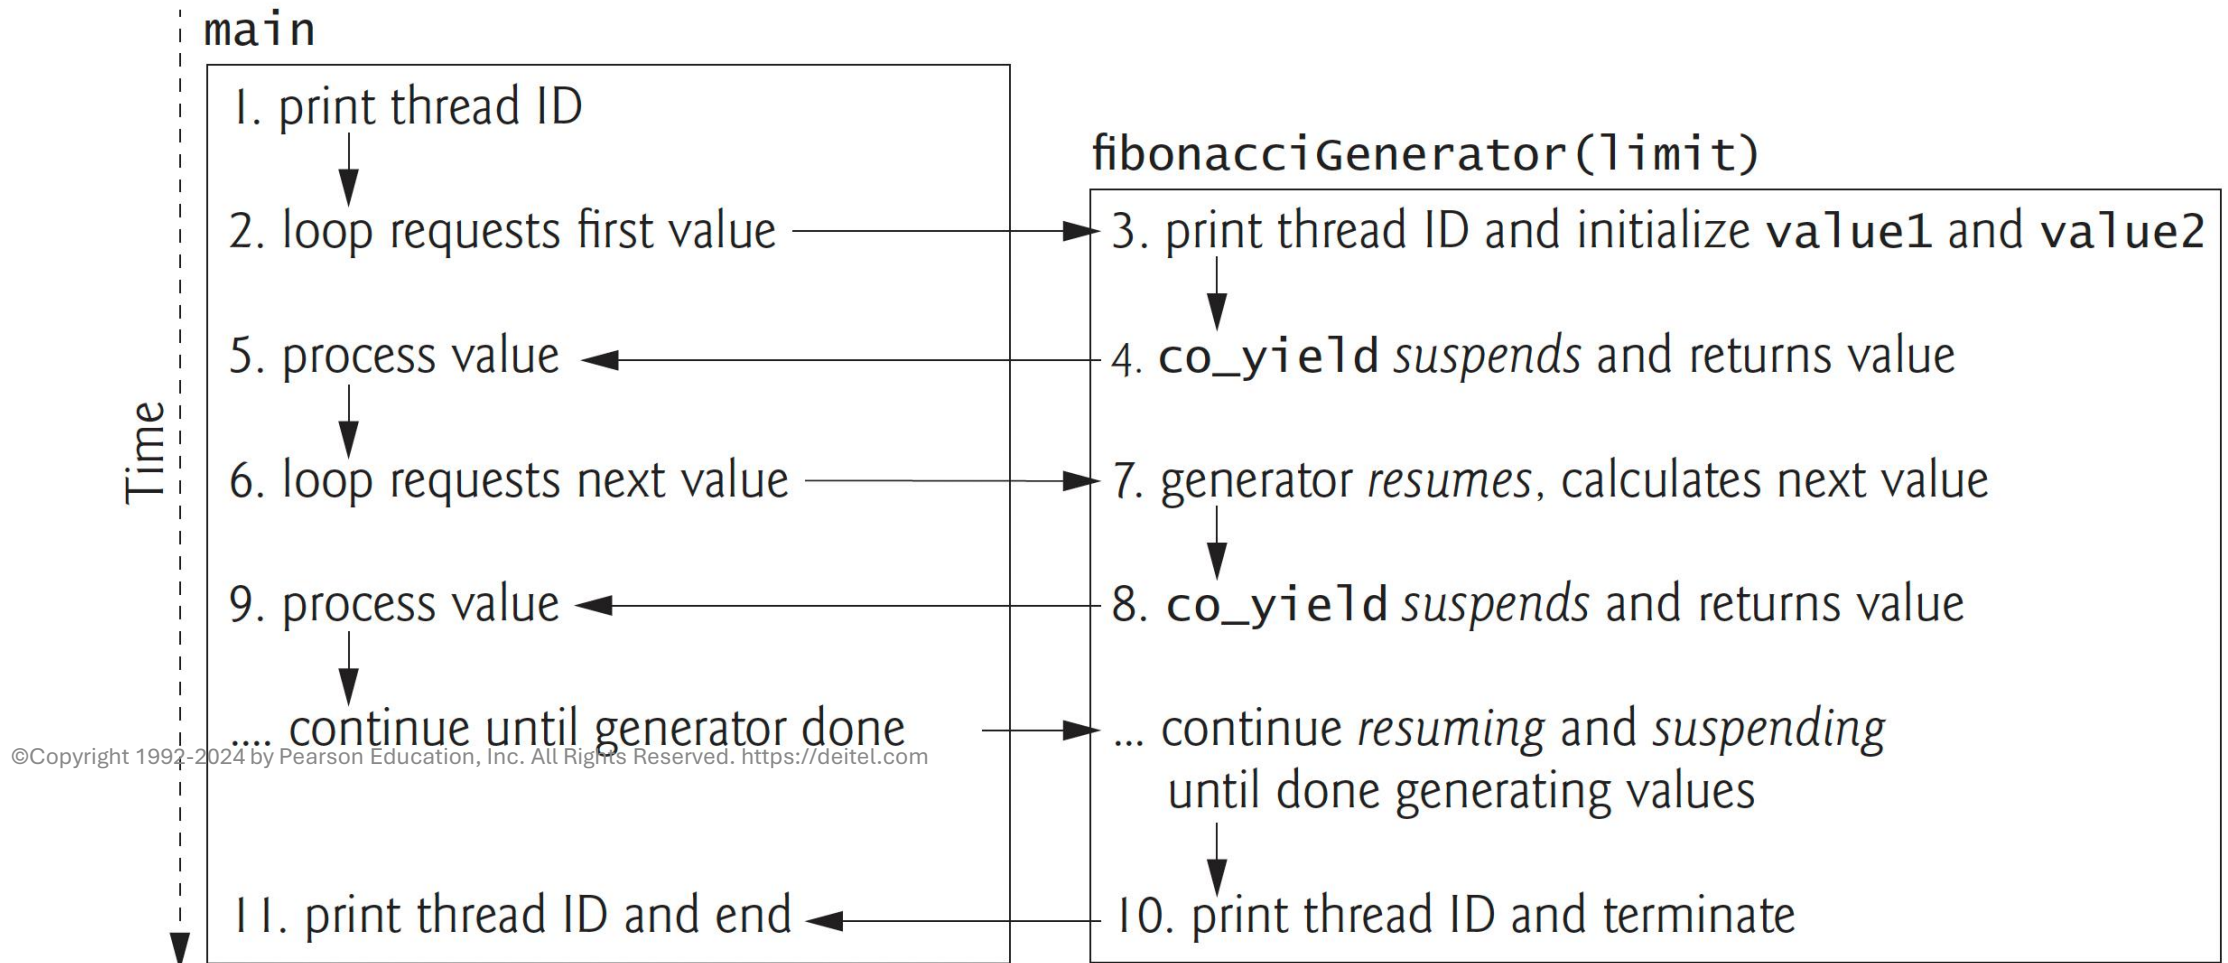 main
1. print thread ID
fibonacciGenerator(limit)
2. loop requests first value
3. print thread ID and initialize value1 and value2
5. process value
4. co_yield suspends and returns value
Time
6. loop requests next value
7. generator resumes, calculates next value
9. process value
8. co_yield suspends and returns value
.... continue until generator done
... continue resuming and suspending
©Copyright 1992-2024 by Pearson Education, Inc. All Rights Reserved. https://deitel.com
until done generating values
11. print thread ID and end
10. print thread ID and terminate